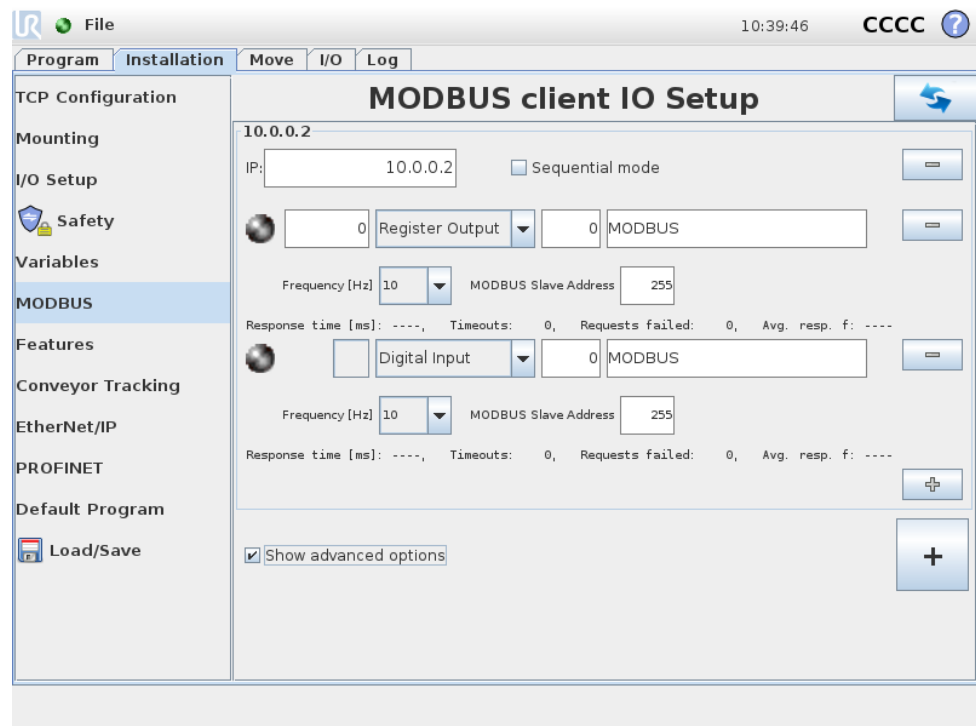 UR File 10:39:46 CCCC ?
Program Installation Move I/O Log
TCP Configuration
Mounting
I/O Setup
Safety
Variables
MODBUS
Features
Conveyor Tracking
EtherNet/IP
PROFINET
Default Program
Load/Save
MODBUS client IO Setup
10.0.0.2
IP: 10.0.0.2 Sequential mode
0 Register Output 0 MODBUS
Frequency [Hz] 10 MODBUS Slave Address 255
Response time [ms]: ----, Timeouts: 0, Requests failed: 0, Avg. resp. f: ----
Digital Input 0 MODBUS
Frequency [Hz] 10 MODBUS Slave Address 255
Response time [ms]: ----, Timeouts: 0, Requests failed: 0, Avg. resp. f: ----
Show advanced options